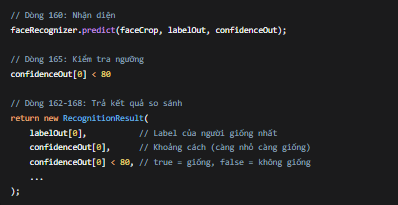 // Dòng 160: Nhận diện
faceRecognizer.predict(faceCrop, labelOut, confidenceOut);
// Dòng 165: Kiểm tra ngưỡng
confidenceOut[0] < 80
// Dòng 162-168: Trả kết quả so sánh
return new RecognitionResult(
    labelOut[0],          // Label của người giống nhất
    confidenceOut[0],     // Khoảng cách (càng nhỏ càng giống)
    confidenceOut[0] < 80, // true = giống, false = không giống
    ...
);